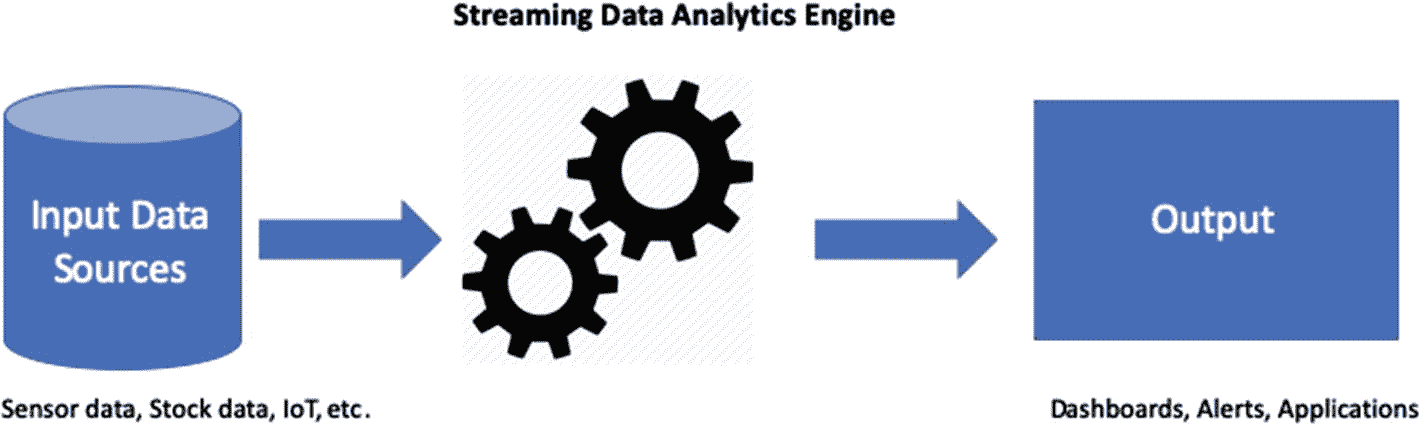 Streaming Data Analytics Engine
Input Data
Sources
Output
Sensor data, Stock data, IoT, etc.
Dashboards, Alerts, Applications